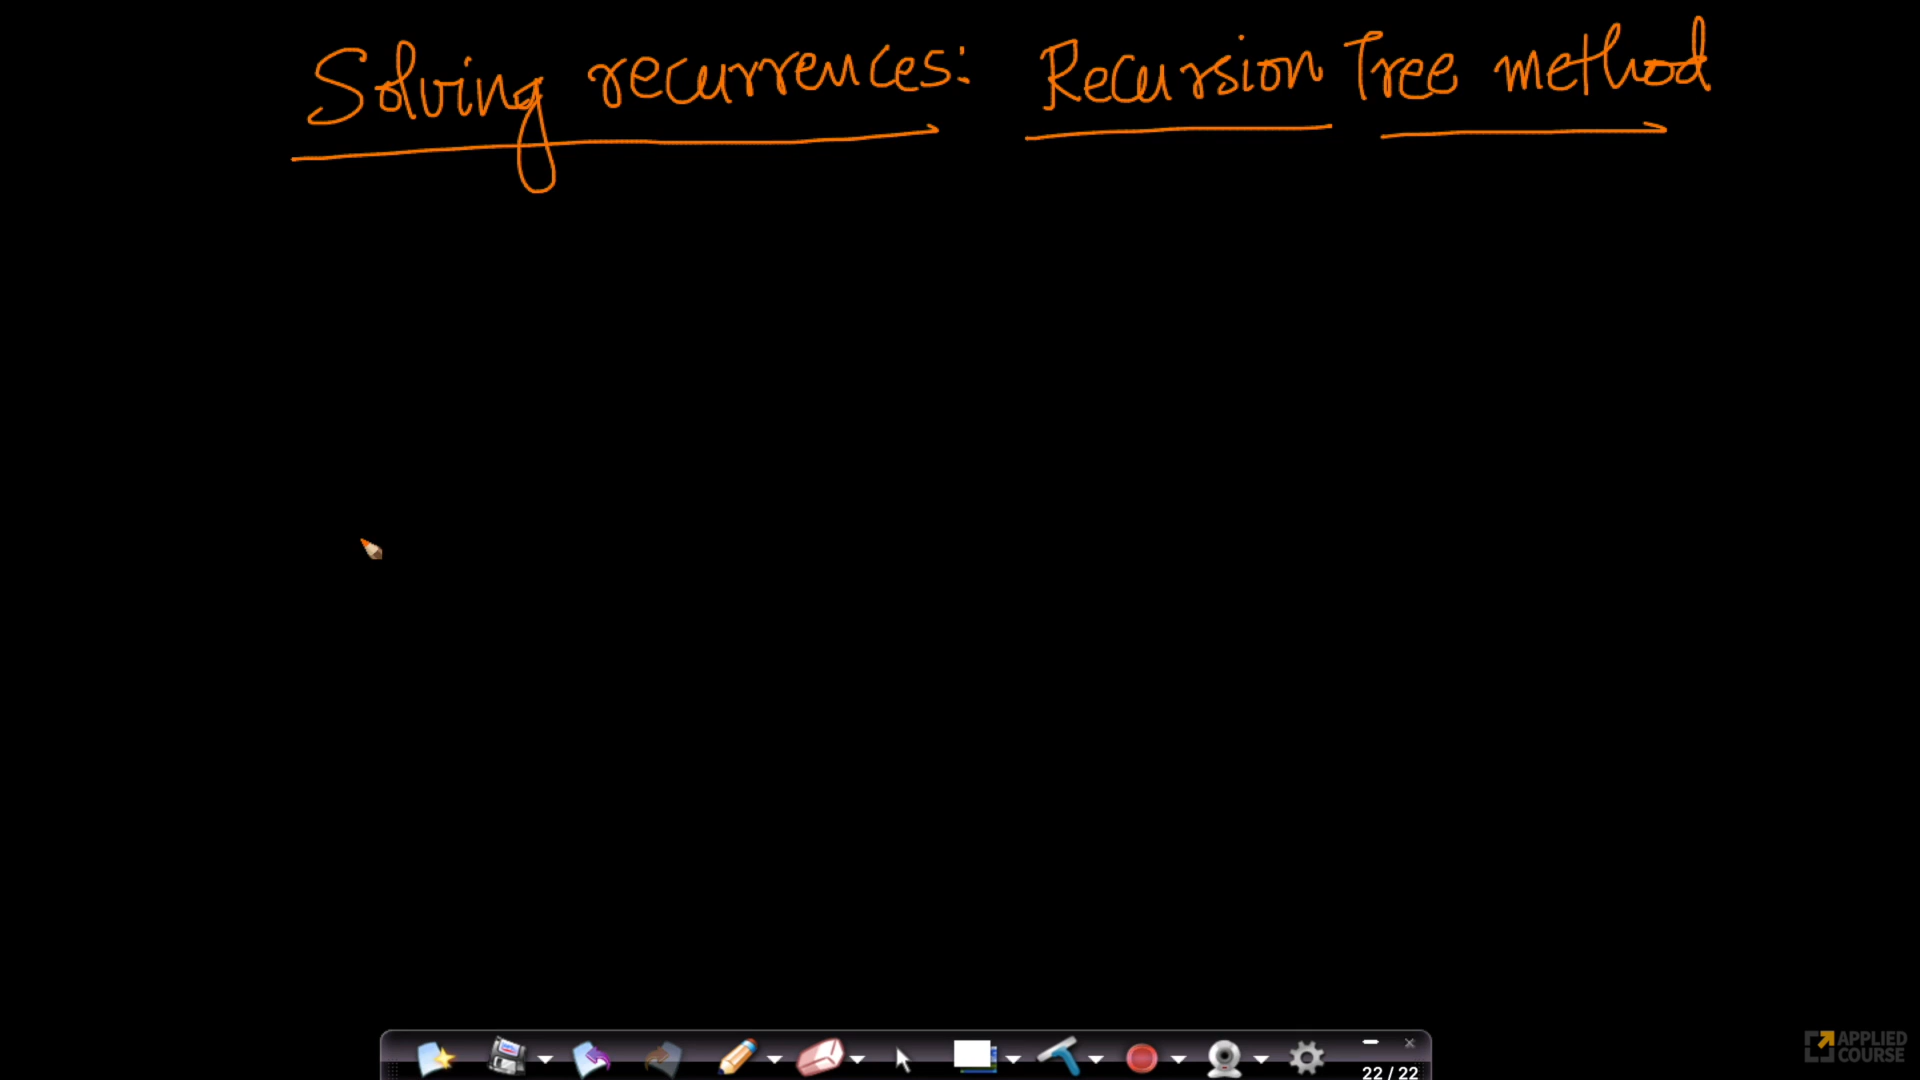 Solving recurrences: Recursion Tree method
22 / 22
APPLIED
COURSE